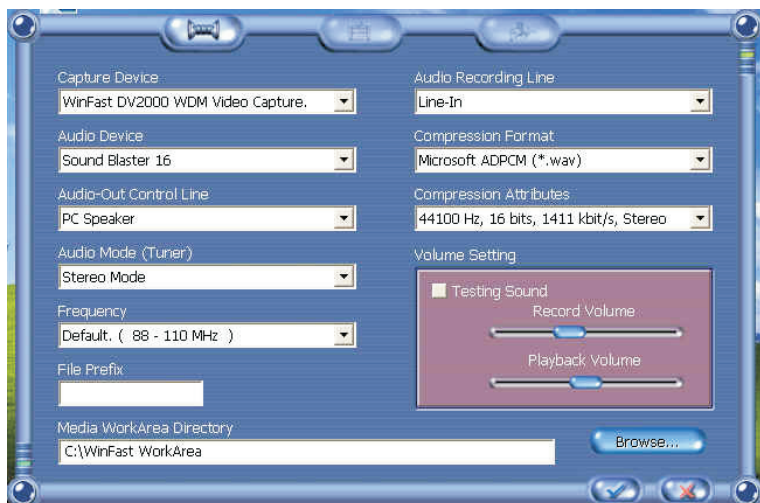 Capture Device
WinFast DV2000 WDM Video Capture.
Audio Device
Sound Blaster 16
Audio-Out Control Line
PC Speaker
Audio Mode (Tuner)
Stereo Mode
Frequency
Default. ( 88 - 110 MHz )
File Prefix
Media WorkArea Directory
C:\WinFast WorkArea
Audio Recording Line
Line-In
Compression Format
Microsoft ADPCM (*.wav)
Compression Attributes
44100 Hz, 16 bits, 1411 kbit/s, Stereo
Volume Setting
Testing Sound
Record Volume
Playback Volume
Browse...